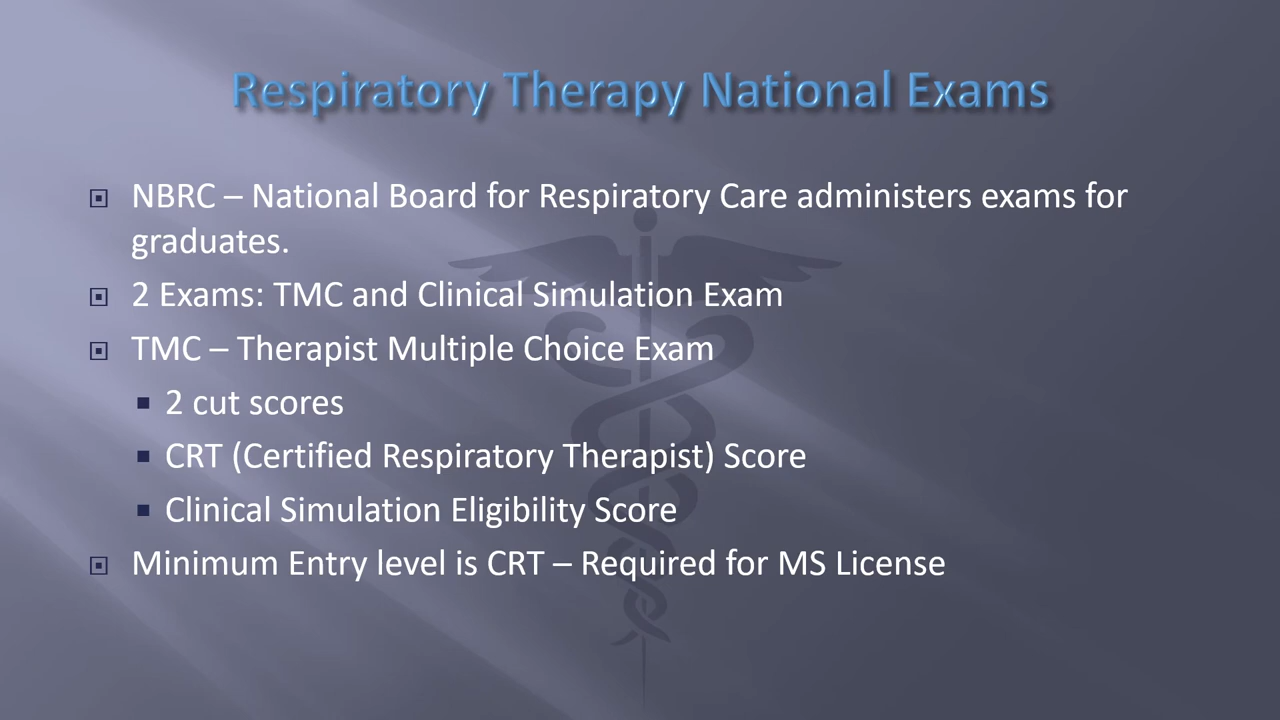 Respiratory Therapy National Exams
NBRC – National Board for Respiratory Care administers exams for
graduates.
2 Exams: TMC and Clinical Simulation Exam
TMC – Therapist Multiple Choice Exam
2 cut scores
CRT (Certified Respiratory Therapist) Score
Clinical Simulation Eligibility Score
Minimum Entry level is CRT – Required for MS License